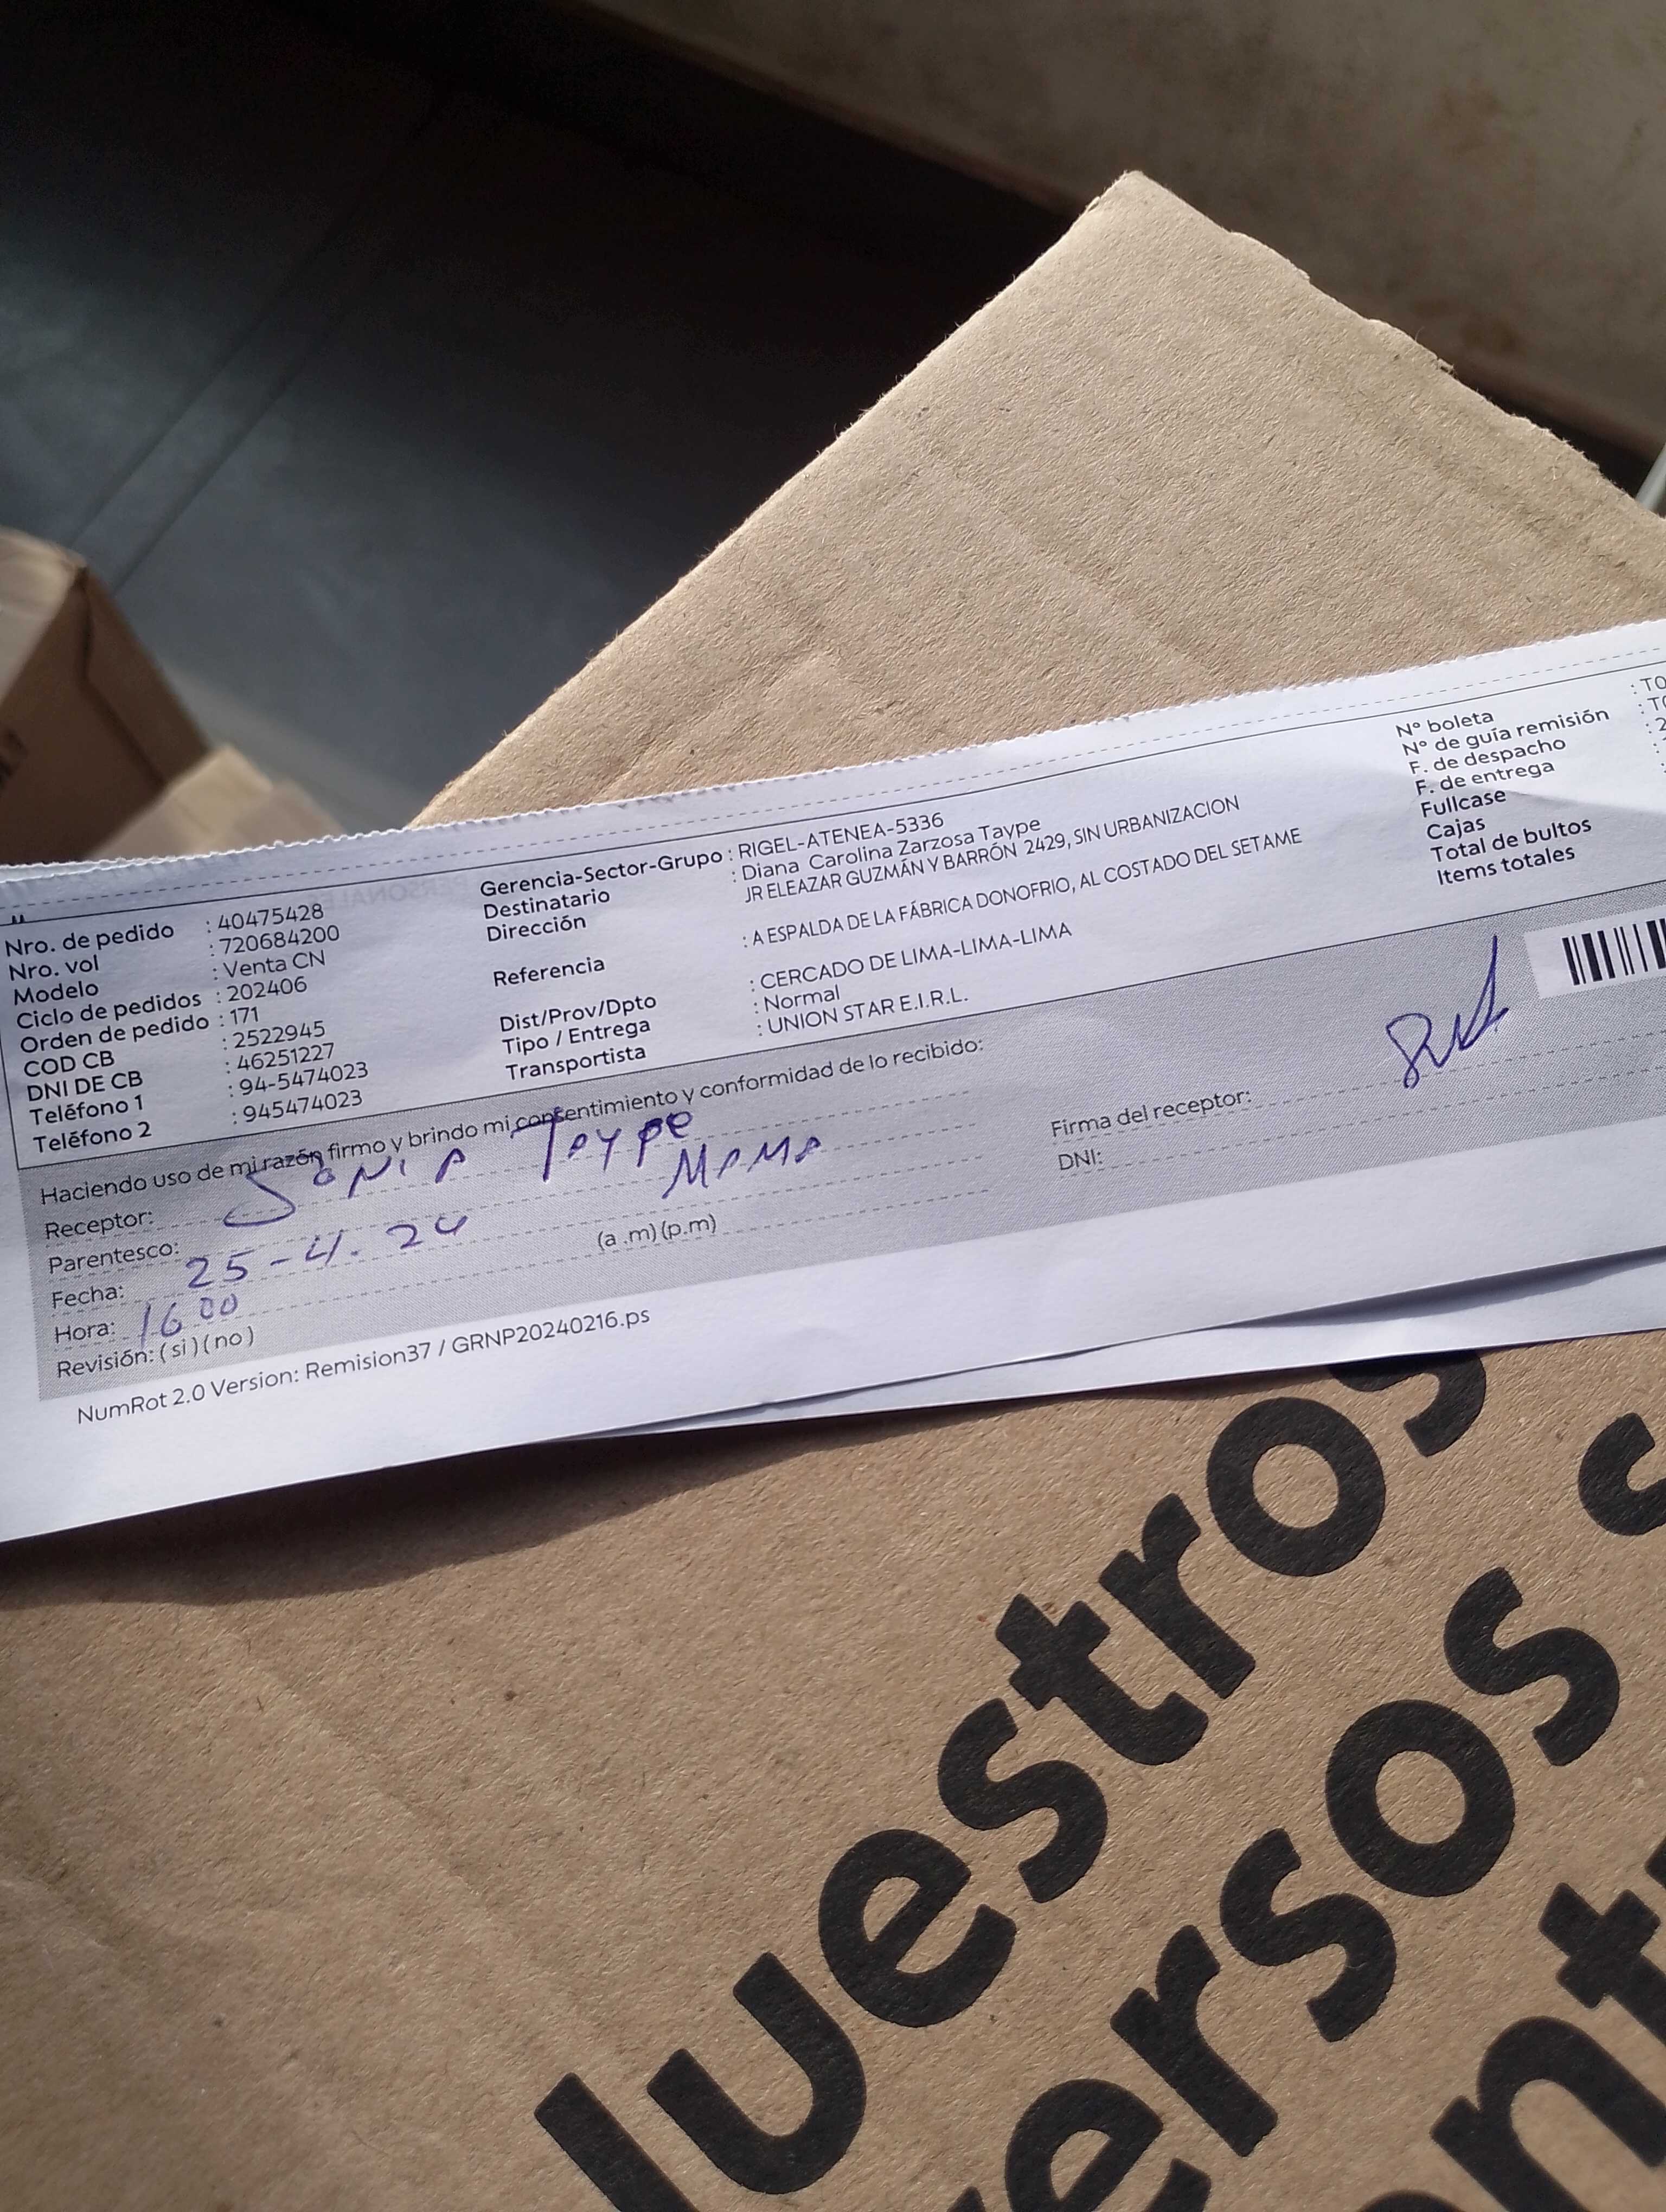 Nro. de pedido : 40475428
Nro. vol : 720684200
Modelo : Venta CN
Ciclo de pedidos : 202406
Orden de pedido : 171
COD CB : 2522945
DNI DE CB : 46251227
Teléfono 1 : 94-5474023
Teléfono 2 : 945474023
Gerencia-Sector-Grupo : RIGEL-ATENEA-5336
Destinatario : Diana Carolina Zarzosa Taype
Dirección JR ELEAZAR GUZMÁN Y BARRÓN 2429, SIN URBANIZACION
Referencia : A ESPALDA DE LA FÁBRICA DONOFRIO, AL COSTADO DEL SETAME
Dist/Prov/Dpto : CERCADO DE LIMA-LIMA-LIMA
Tipo / Entrega : Normal
Transportista : UNION STAR E.I.R.L.
N° boleta : TO
N° de guía remisión : TO
F. de despacho : 2
F. de entrega :
Fullcase :
Cajas
Total de bultos
Items totales
Haciendo uso de mi razón firmo y brindo mi consentimiento y conformidad de lo recibido:
Receptor: SONIA TAYPE
Parentesco: MAMA
Fecha: 25-4.24
Hora: 16 00 (a .m) (p.m)
Revisión: ( si ) ( no )
Firma del receptor:
DNI:
NumRot 2.0 Version: Remision37 / GRNP20240216.ps
uestros
ersos s
nt